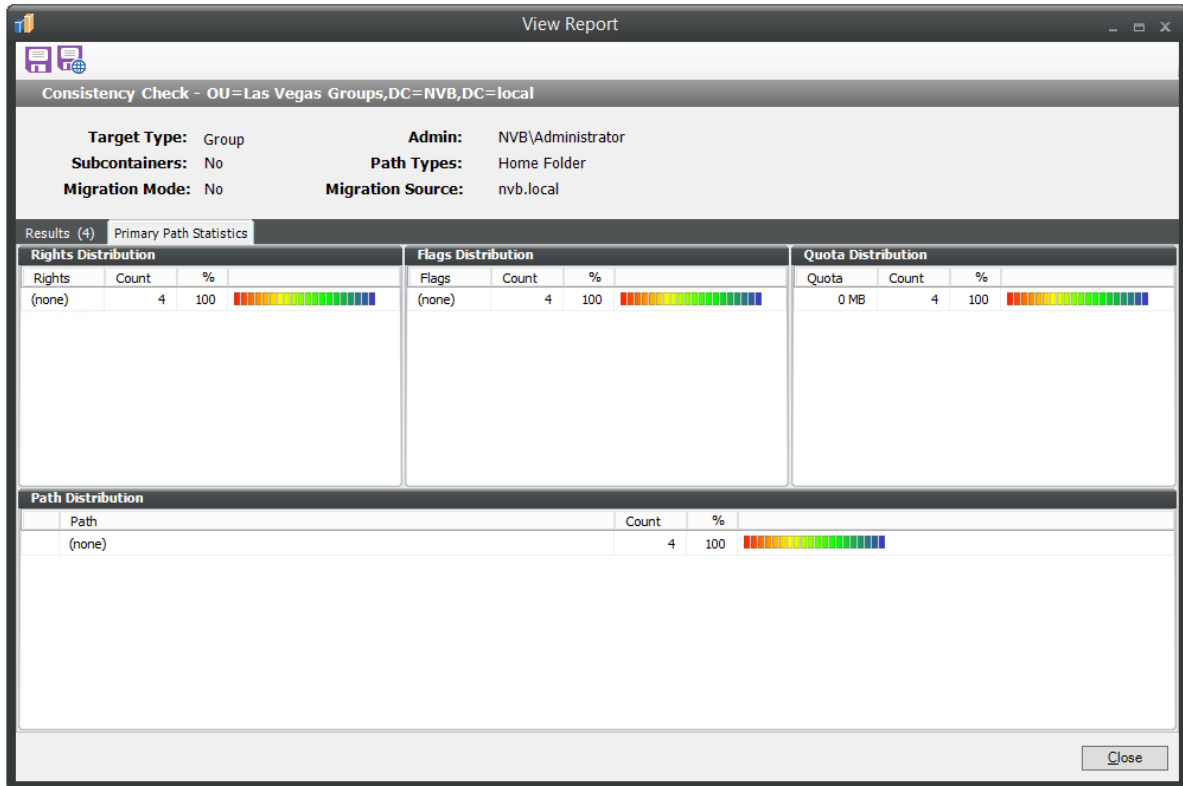 View Report
Consistency Check - OU=Las Vegas Groups,DC=NVB,DC=local
Target Type: Group Admin: NVB\Administrator
Subcontainers: No Path Types: Home Folder
Migration Mode: No Migration Source: nvb.local
Results (4) Primary Path Statistics
Rights Distribution Flags Distribution Quota Distribution
Rights Count % Flags Count % Quota Count %
(none) 4 100 (none) 4 100 0 MB 4 100
Path Distribution
Path Count %
(none) 4 100
Close